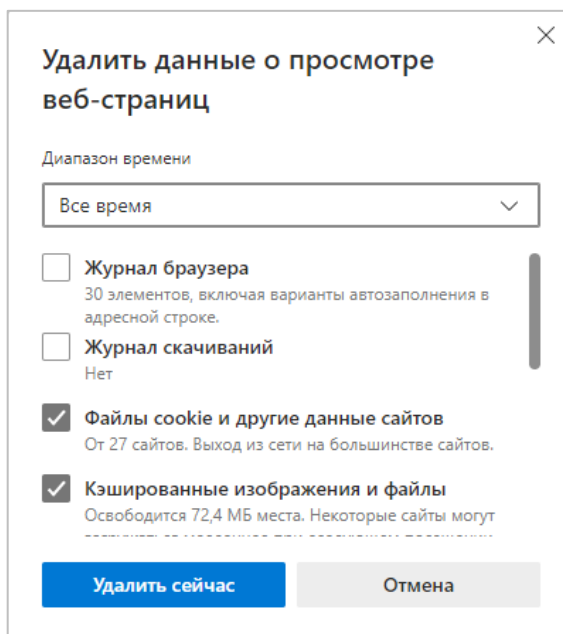 Удалить данные о просмотре
веб-страниц
Диапазон времени
Все время
Журнал браузера
30 элементов, включая варианты автозаполнения в
адресной строке.
Журнал скачиваний
Нет
Файлы cookie и другие данные сайтов
От 27 сайтов. Выход из сети на большинстве сайтов.
Кэшированные изображения и файлы
Освободится 72,4 МБ места. Некоторые сайты могут
Удалить сейчас
Отмена